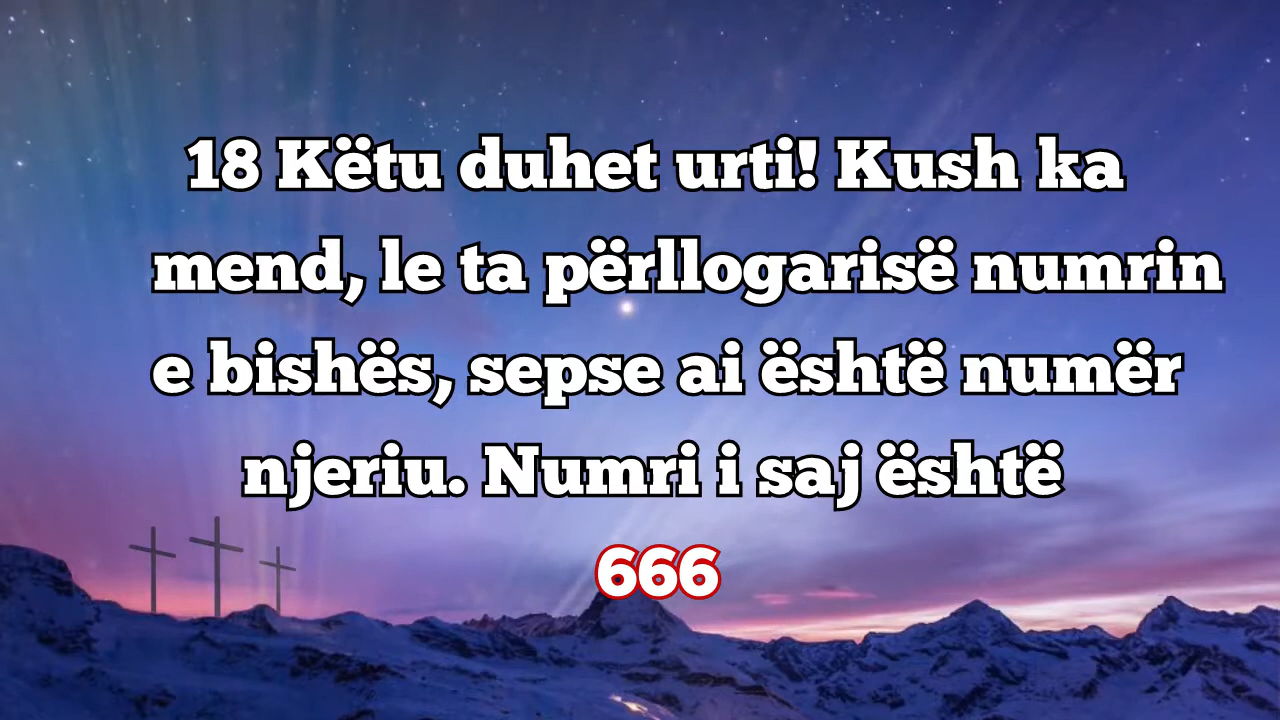 18 Këtu duhet urti! Kush ka
mend, le ta përllogarisë numrin
e bishës, sepse ai është numër
njeriu. Numri i saj është
666